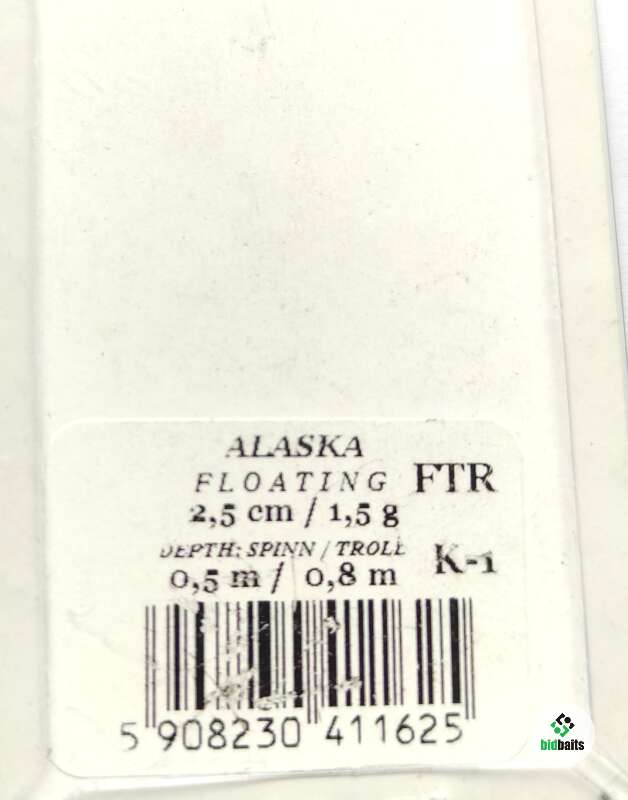 ALASKA
FLOATING FTR
2,5 cm / 1,5 g
DEPTH: SPINN / TROLL
0,5 m / 0,8 m K-1
5 908230 411625
bidbaits